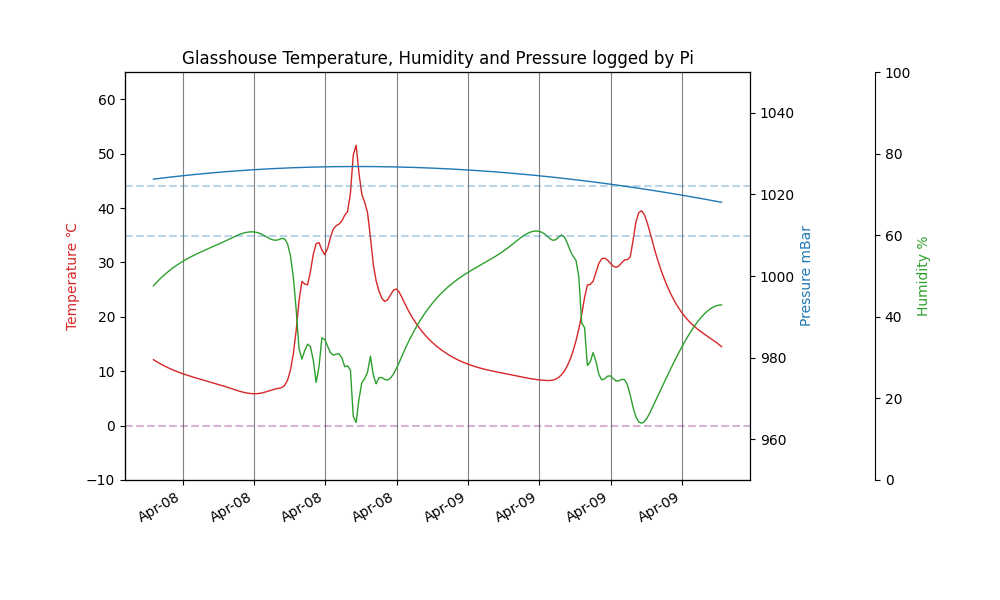 Glasshouse Temperature, Humidity and Pressure logged by Pi
Temperature °C
60
50
40
30
20
10
0
−10
Apr-08
Apr-08
Apr-08
Apr-08
Apr-09
Apr-09
Apr-09
Apr-09
1040
1020
1000
980
960
Pressure mBar
100
80
60
40
20
0
Humidity %